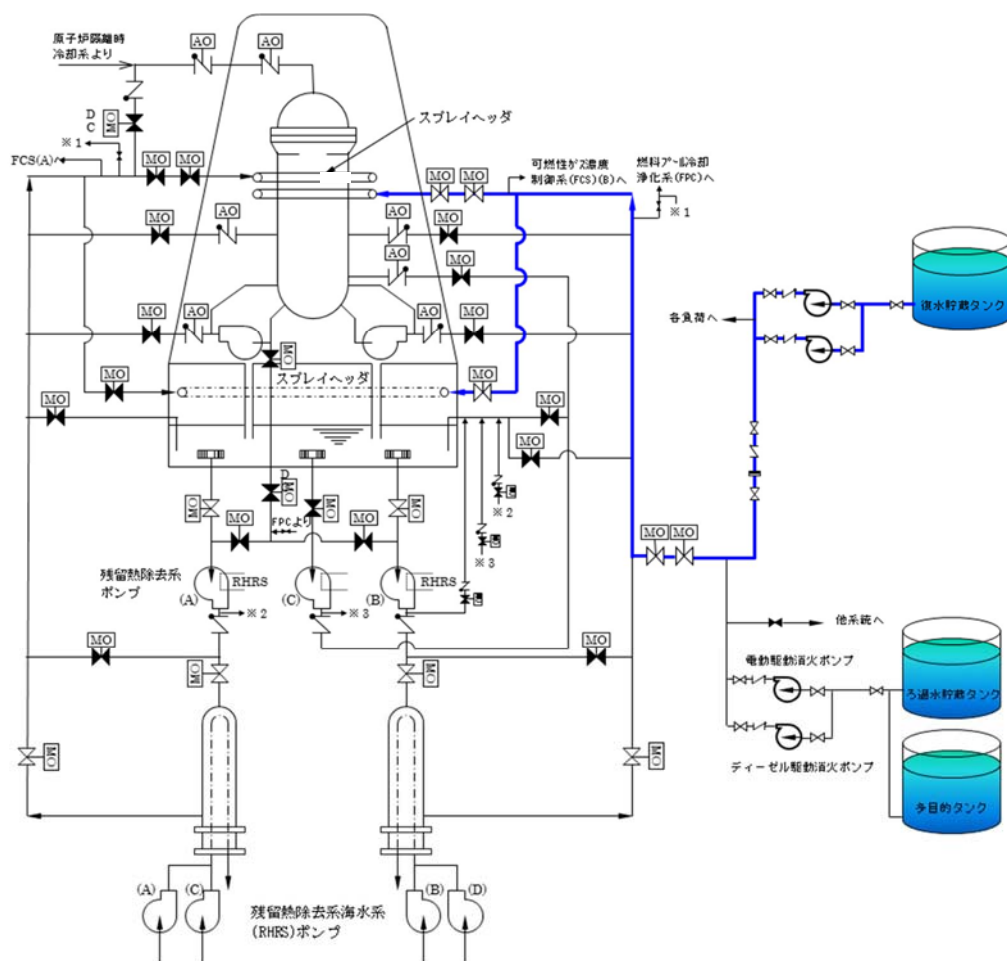 原子炉隔離時
冷却系より
AO
AO
スプレイヘッダ
DC
MO
※1
FCS(A)へ
MO
MO
MO
MO
可燃性ガス濃度
制御系(FCS)(B)へ
燃料プール冷却
浄化系(FPC)へ
※1
MO
AO
AO
MO
AO
MO
復水貯蔵タンク
各負荷へ
MO
AO
AO
MO
MO
スプレイヘッダ
MO
MO
MO
MO
MO
MO
D
MO
MO
MO
※2
MO
FPCより
MO
※3
MO
MO
残留熱除去系
ポンプ
(A)
RHRS
(C)
(B)
RHRS
※2
※3
他系統へ
MO
MO
MO
MO
電動駆動消火ポンプ
ろ過水貯蔵タンク
MO
MO
ディーゼル駆動消火ポンプ
多目的タンク
(A)
(C)
(B)
(D)
残留熱除去系海水系
(RHRS)ポンプ